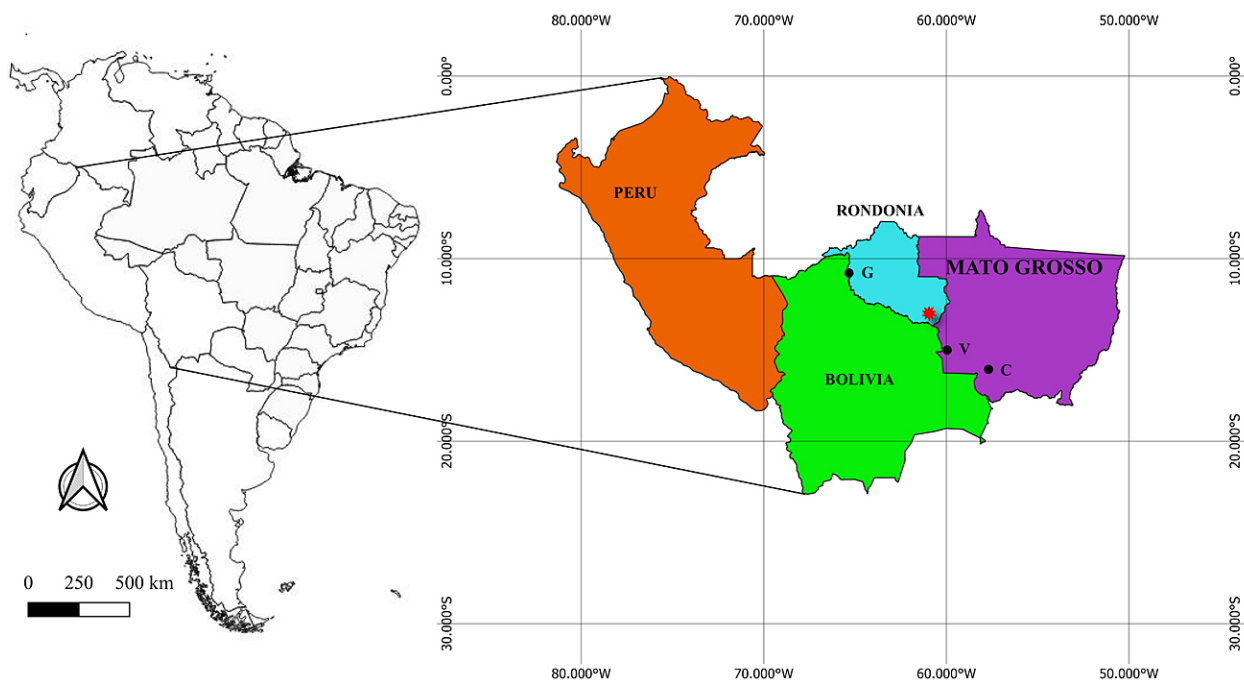 80.000°W 70.000°W 60.000°W 50.000°W
0.000° 0.000°
PERU
RONDONIA
10.000°S 10.000°S
MATO GROSSO
G
V
C
BOLIVIA
20.000°S 20.000°S
0 250 500 km
30.000°S 30.000°S
80.000°W 70.000°W 60.000°W 50.000°W